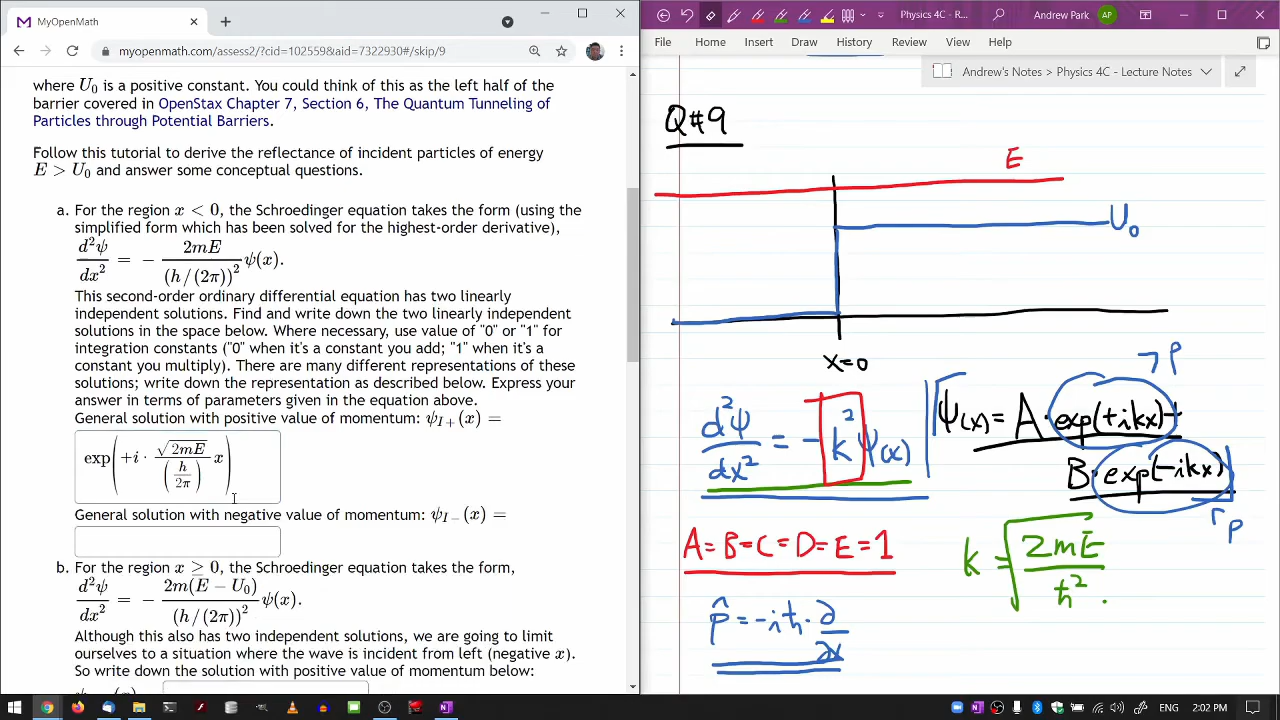 MyOpenMath
myopenmath.com/assess2/?cid=102559&aid=7322930#/skip/9
where U₀ is a positive constant. You could think of this as the left half of the
barrier covered in OpenStax Chapter 7, Section 6, The Quantum Tunneling of
Particles through Potential Barriers.
Follow this tutorial to derive the reflectance of incident particles of energy
E > U₀ and answer some conceptual questions.
a. For the region x < 0, the Schroedinger equation takes the form (using the
simplified form which has been solved for the highest-order derivative),
d²ψ/dx² = − 2mE/(h/(2π))² ψ(x).
This second-order ordinary differential equation has two linearly
independent solutions. Find and write down the two linearly independent
solutions in the space below. Where necessary, use value of "0" or "1" for
integration constants ("0" when it's a constant you add; "1" when it's a
constant you multiply). There are many different representations of these
solutions; write down the representation as described below. Express your
answer in terms of parameters given in the equation above.
General solution with positive value of momentum: ψ_I+(x) =
exp(+i · √2mE/(h/2π) x)
General solution with negative value of momentum: ψ_I−(x) =
b. For the region x ≥ 0, the Schroedinger equation takes the form,
d²ψ/dx² = − 2m(E − U₀)/(h/(2π))² ψ(x).
Although this also has two independent solutions, we are going to limit
ourselves to a situation where the wave is incident from left (negative x).
So write down the solution with positive value of momentum below:
Physics 4C - R...
Andrew Park
AP
File Home Insert Draw History Review View Help
Andrew's Notes > Physics 4C - Lecture Notes
Q#9
E
U₀
x=0
d²ψ/dx² = −k² ψ(x)
ψ(x) = A·exp(+ikx)+
B·exp(−ikx)
A=B=C=D=E=1
k = √2mE/ħ²
p̂ = −iħ · ∂/∂x
2:02 PM